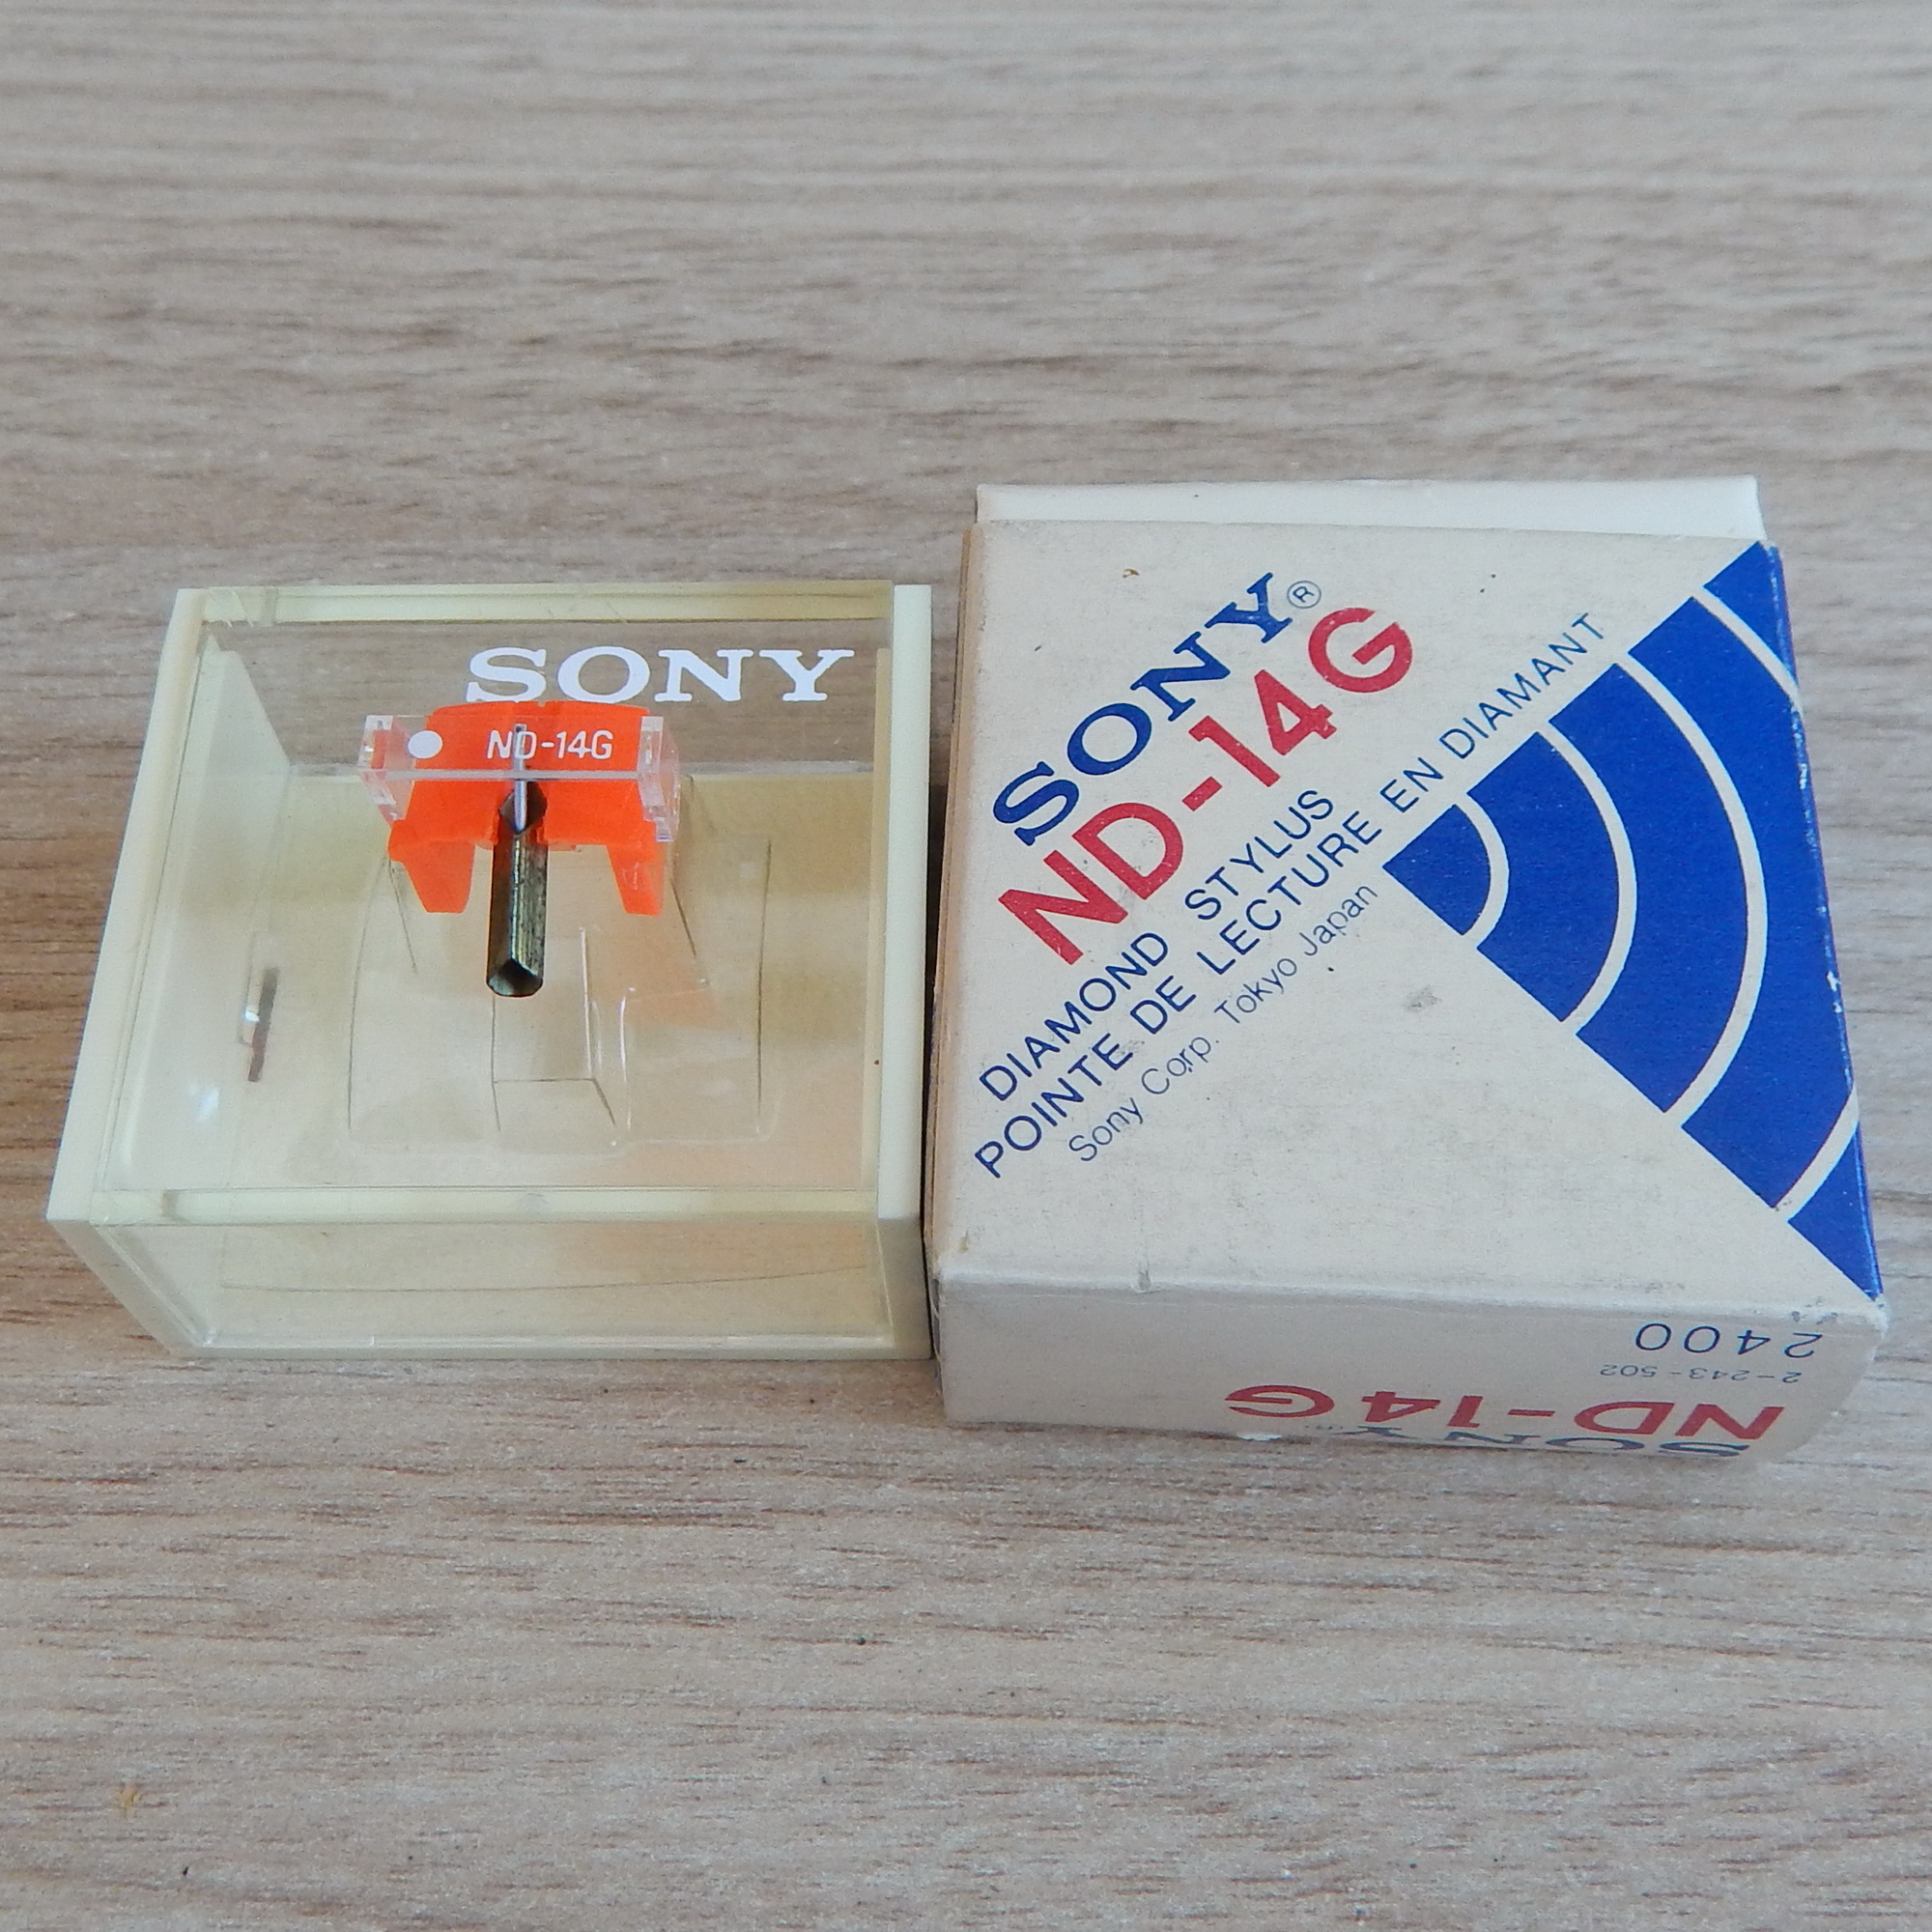 SONY
ND-14G
SONY®
ND-14G
DIAMOND STYLUS
POINTE DE LECTURE EN DIAMANT
Sony Corp. Tokyo Japan
SONY
ND-14G
2-243-502
2400